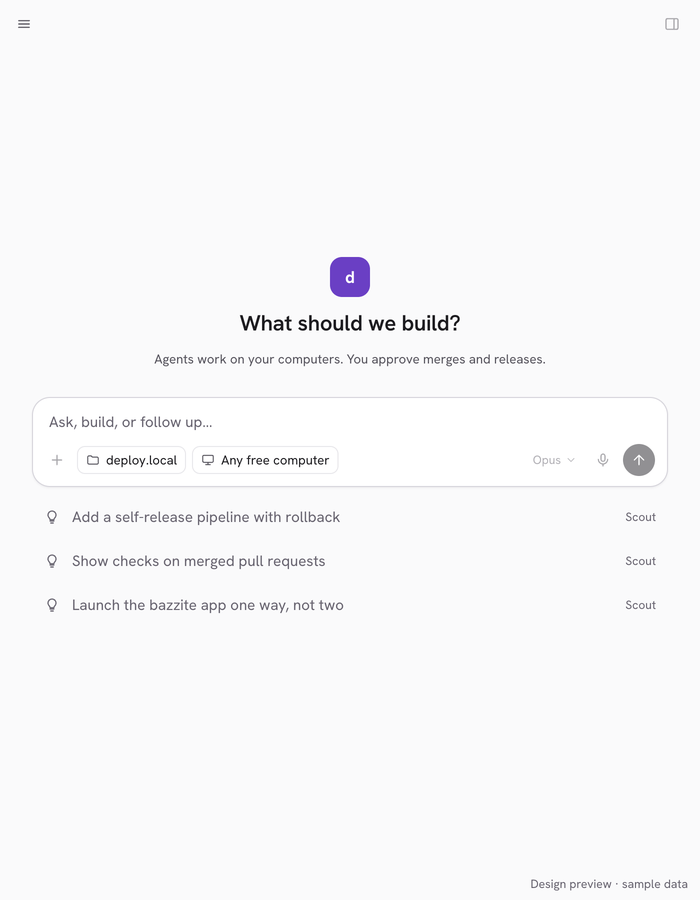 d
What should we build?
Agents work on your computers. You approve merges and releases.
Ask, build, or follow up...
deploy.local Any free computer Opus
Add a self-release pipeline with rollback Scout
Show checks on merged pull requests Scout
Launch the bazzite app one way, not two Scout
Design preview · sample data